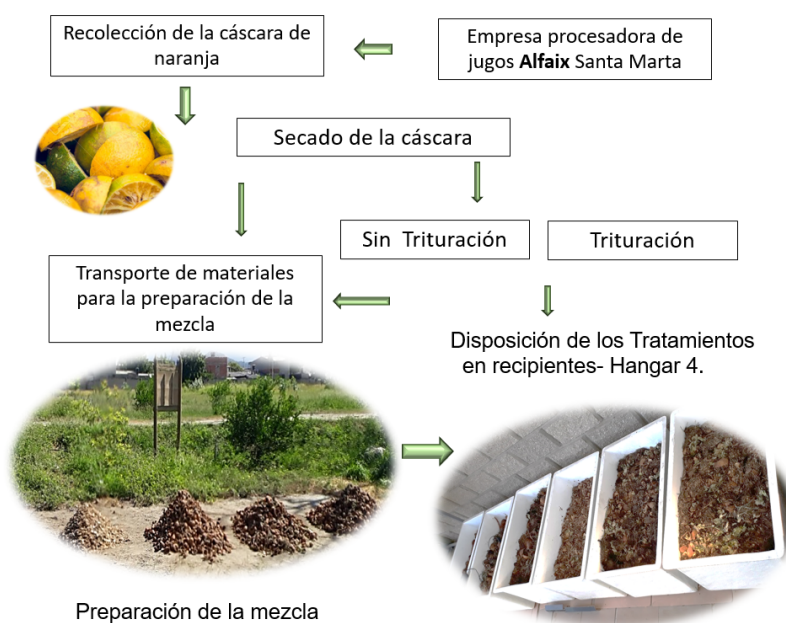 Recolección de la cáscara de
naranja
Empresa procesadora de
jugos Alfaix Santa Marta
Secado de la cáscara
Sin Trituración
Trituración
Transporte de materiales
para la preparación de la
mezcla
Disposición de los Tratamientos
en recipientes- Hangar 4.
Preparación de la mezcla